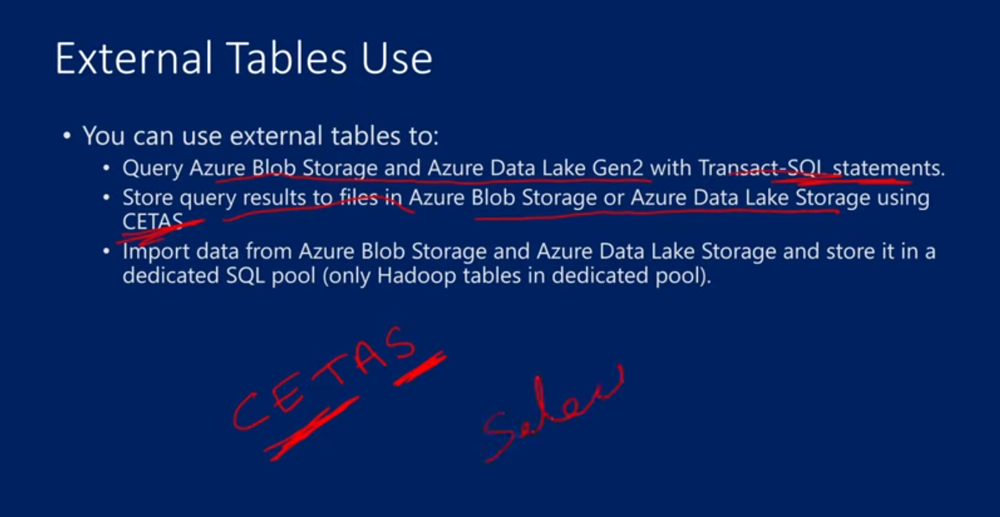 External Tables Use
• You can use external tables to:
• Query Azure Blob Storage and Azure Data Lake Gen2 with Transact-SQL statements.
• Store query results to files in Azure Blob Storage or Azure Data Lake Storage using
CETAS
• Import data from Azure Blob Storage and Azure Data Lake Storage and store it in a
dedicated SQL pool (only Hadoop tables in dedicated pool).
CETAS